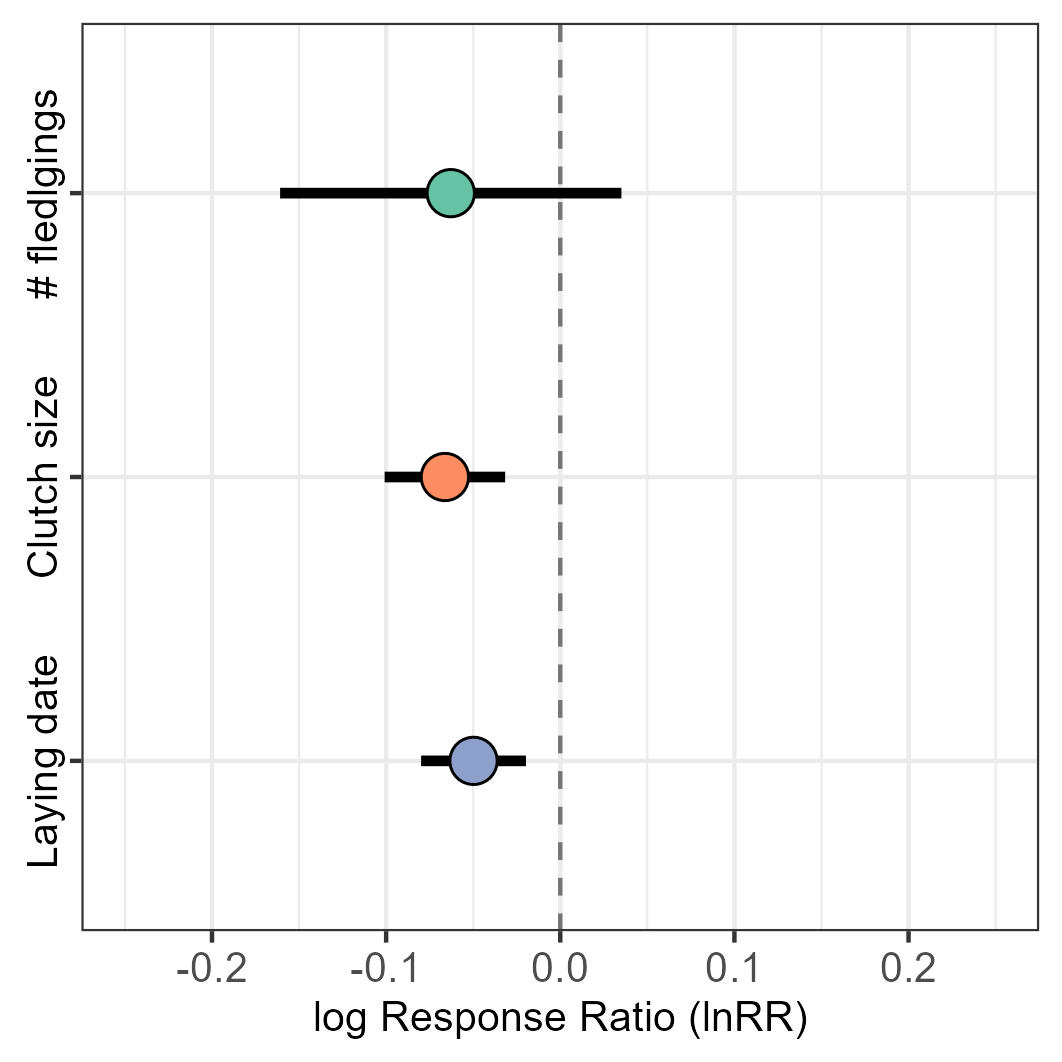 # fledlgings
Clutch size
Laying date
-0.2
-0.1
0.0
0.1
0.2
log Response Ratio (lnRR)